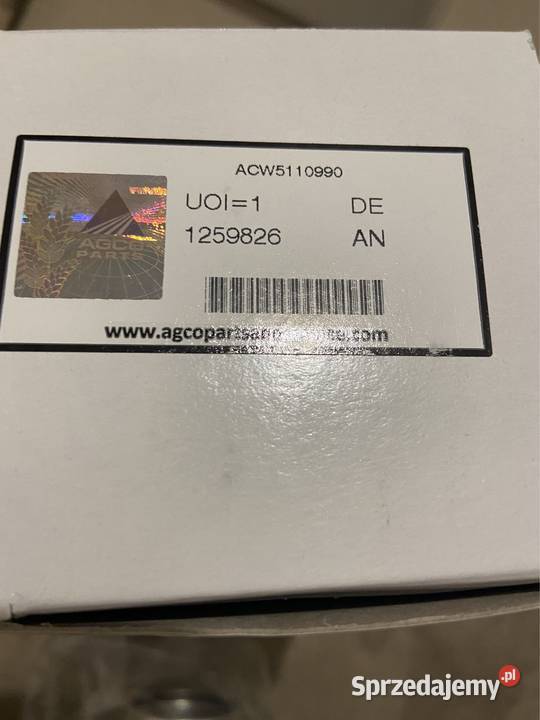 ACW5110990
UOI=1 DE
1259826 AN
AGCO
PARTS
Sprzedajemy.pl